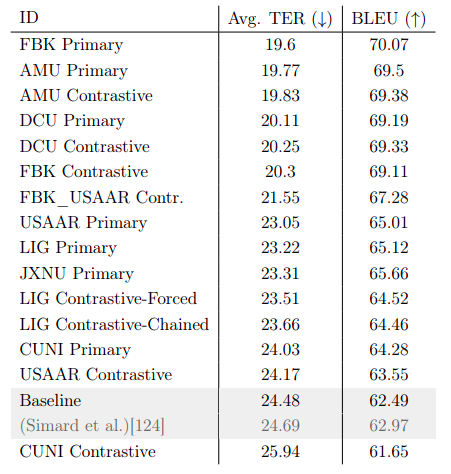 ID Avg. TER (↓) BLEU (↑)
FBK Primary 19.6 70.07
AMU Primary 19.77 69.5
AMU Contrastive 19.83 69.38
DCU Primary 20.11 69.19
DCU Contrastive 20.25 69.33
FBK Contrastive 20.3 69.11
FBK_USAAR Contr. 21.55 67.28
USAAR Primary 23.05 65.01
LIG Primary 23.22 65.12
JXNU Primary 23.31 65.66
LIG Contrastive-Forced 23.51 64.52
LIG Contrastive-Chained 23.66 64.46
CUNI Primary 24.03 64.28
USAAR Contrastive 24.17 63.55
Baseline 24.48 62.49
(Simard et al.)[124] 24.69 62.97
CUNI Contrastive 25.94 61.65